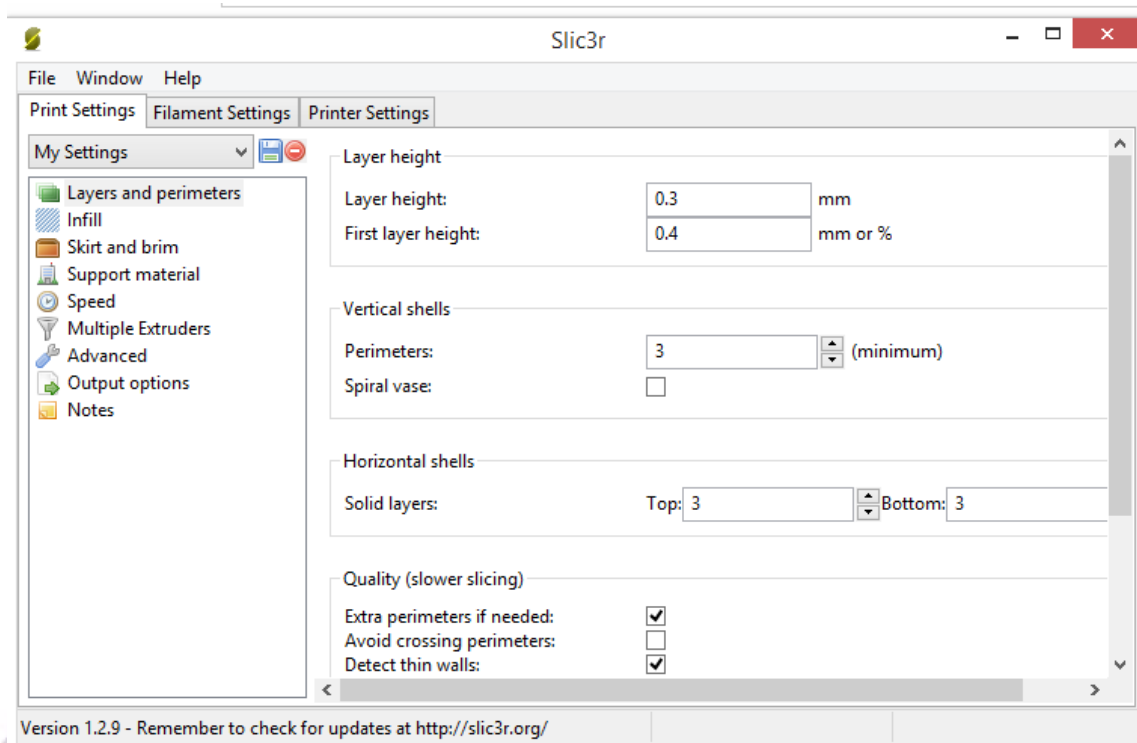 Slic3r
File Window Help
Print Settings Filament Settings Printer Settings
My Settings
Layers and perimeters
Infill
Skirt and brim
Support material
Speed
Multiple Extruders
Advanced
Output options
Notes
Layer height
Layer height: 0.3 mm
First layer height: 0.4 mm or %
Vertical shells
Perimeters: 3 (minimum)
Spiral vase:
Horizontal shells
Solid layers: Top: 3 Bottom: 3
Quality (slower slicing)
Extra perimeters if needed:
Avoid crossing perimeters:
Detect thin walls:
Version 1.2.9 - Remember to check for updates at http://slic3r.org/